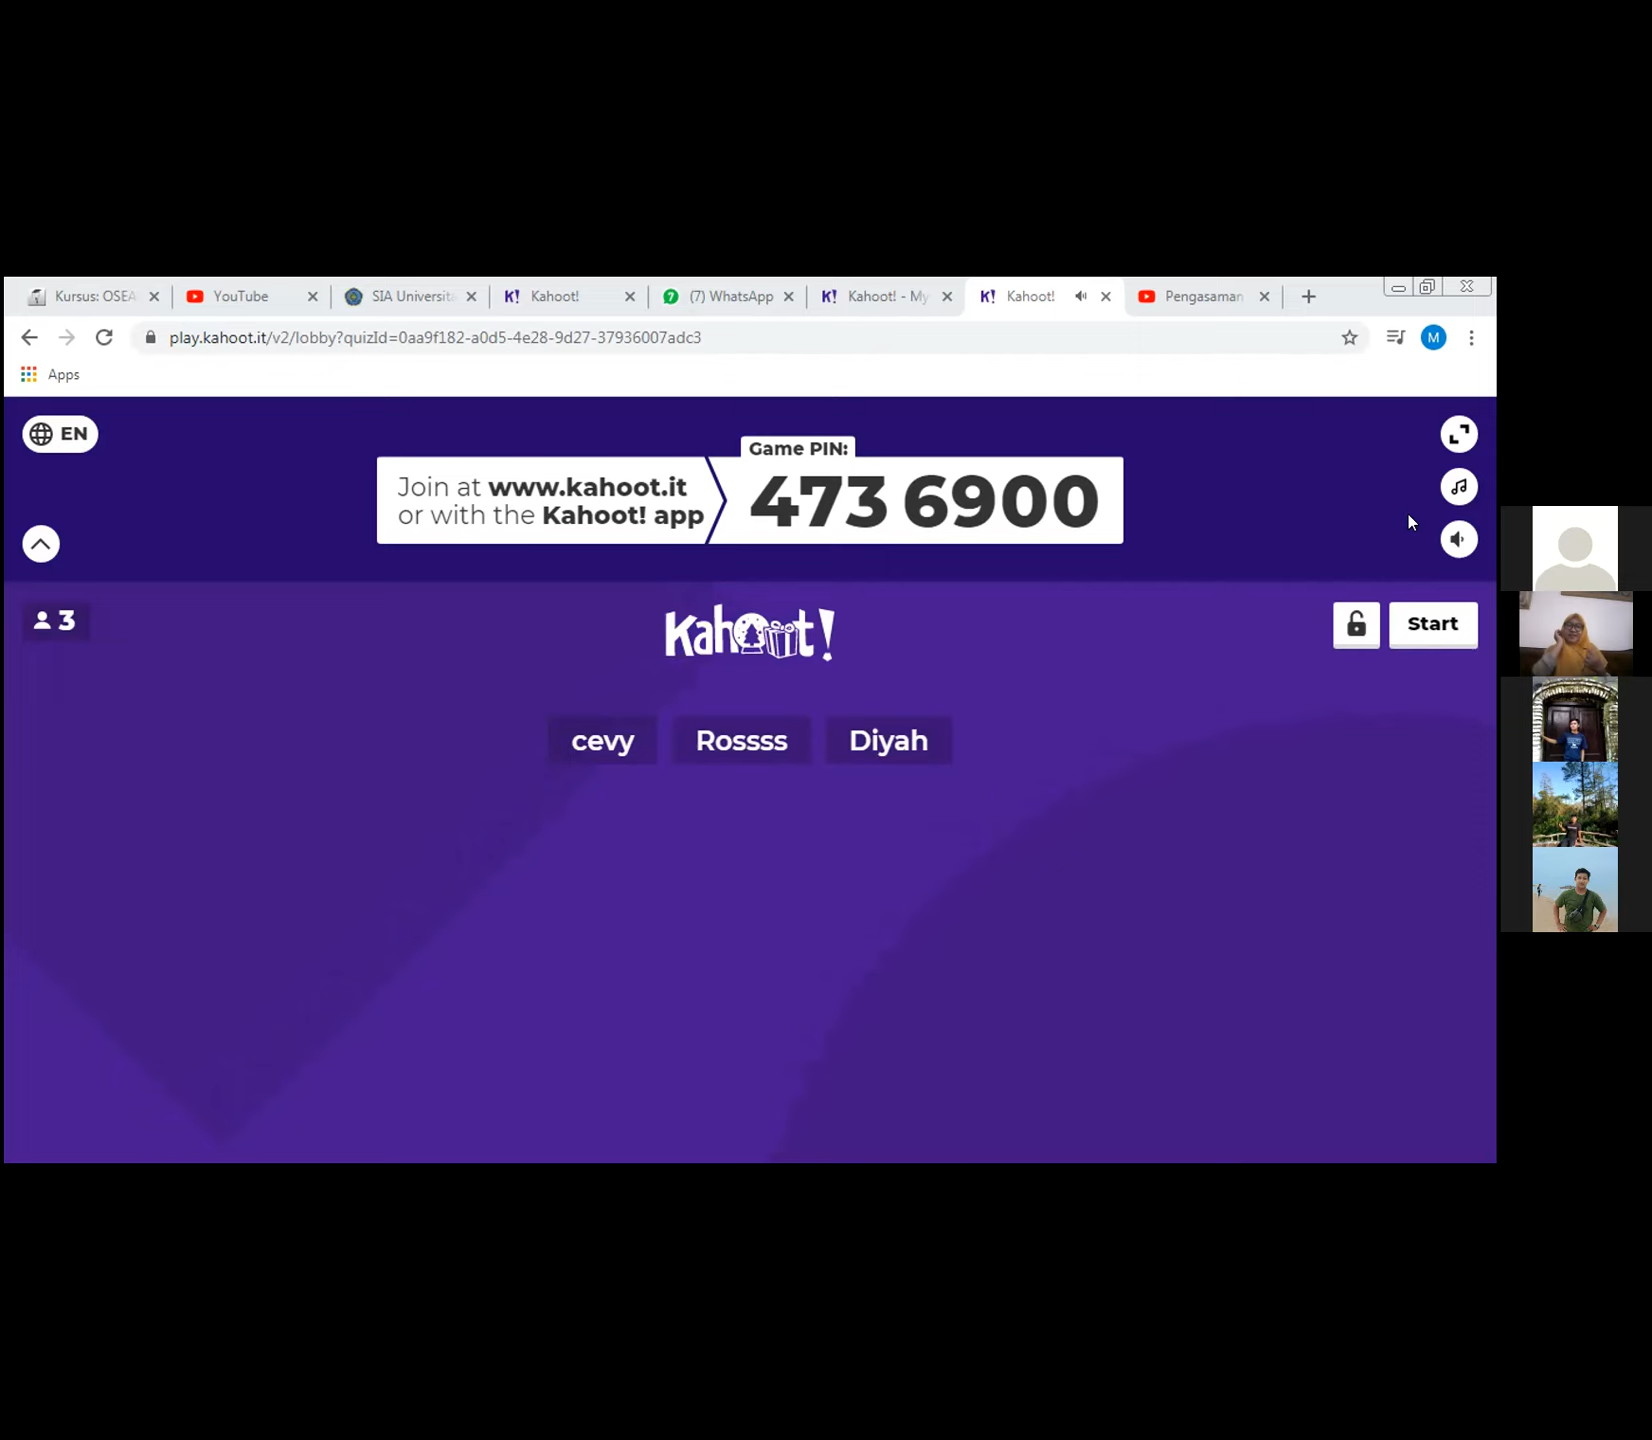 Kursus: OSEA
YouTube
SIA Universita
K! Kahoot!
7 (7) WhatsApp
K! Kahoot! - My
K! Kahoot!
Pengasaman
play.kahoot.it/v2/lobby?quizId=0aa9f182-a0d5-4e28-9d27-37936007adc3
M
Apps
EN
Game PIN:
Join at www.kahoot.it
or with the Kahoot! app
473 6900
3
Kahoot!
Start
cevy Rossss Diyah